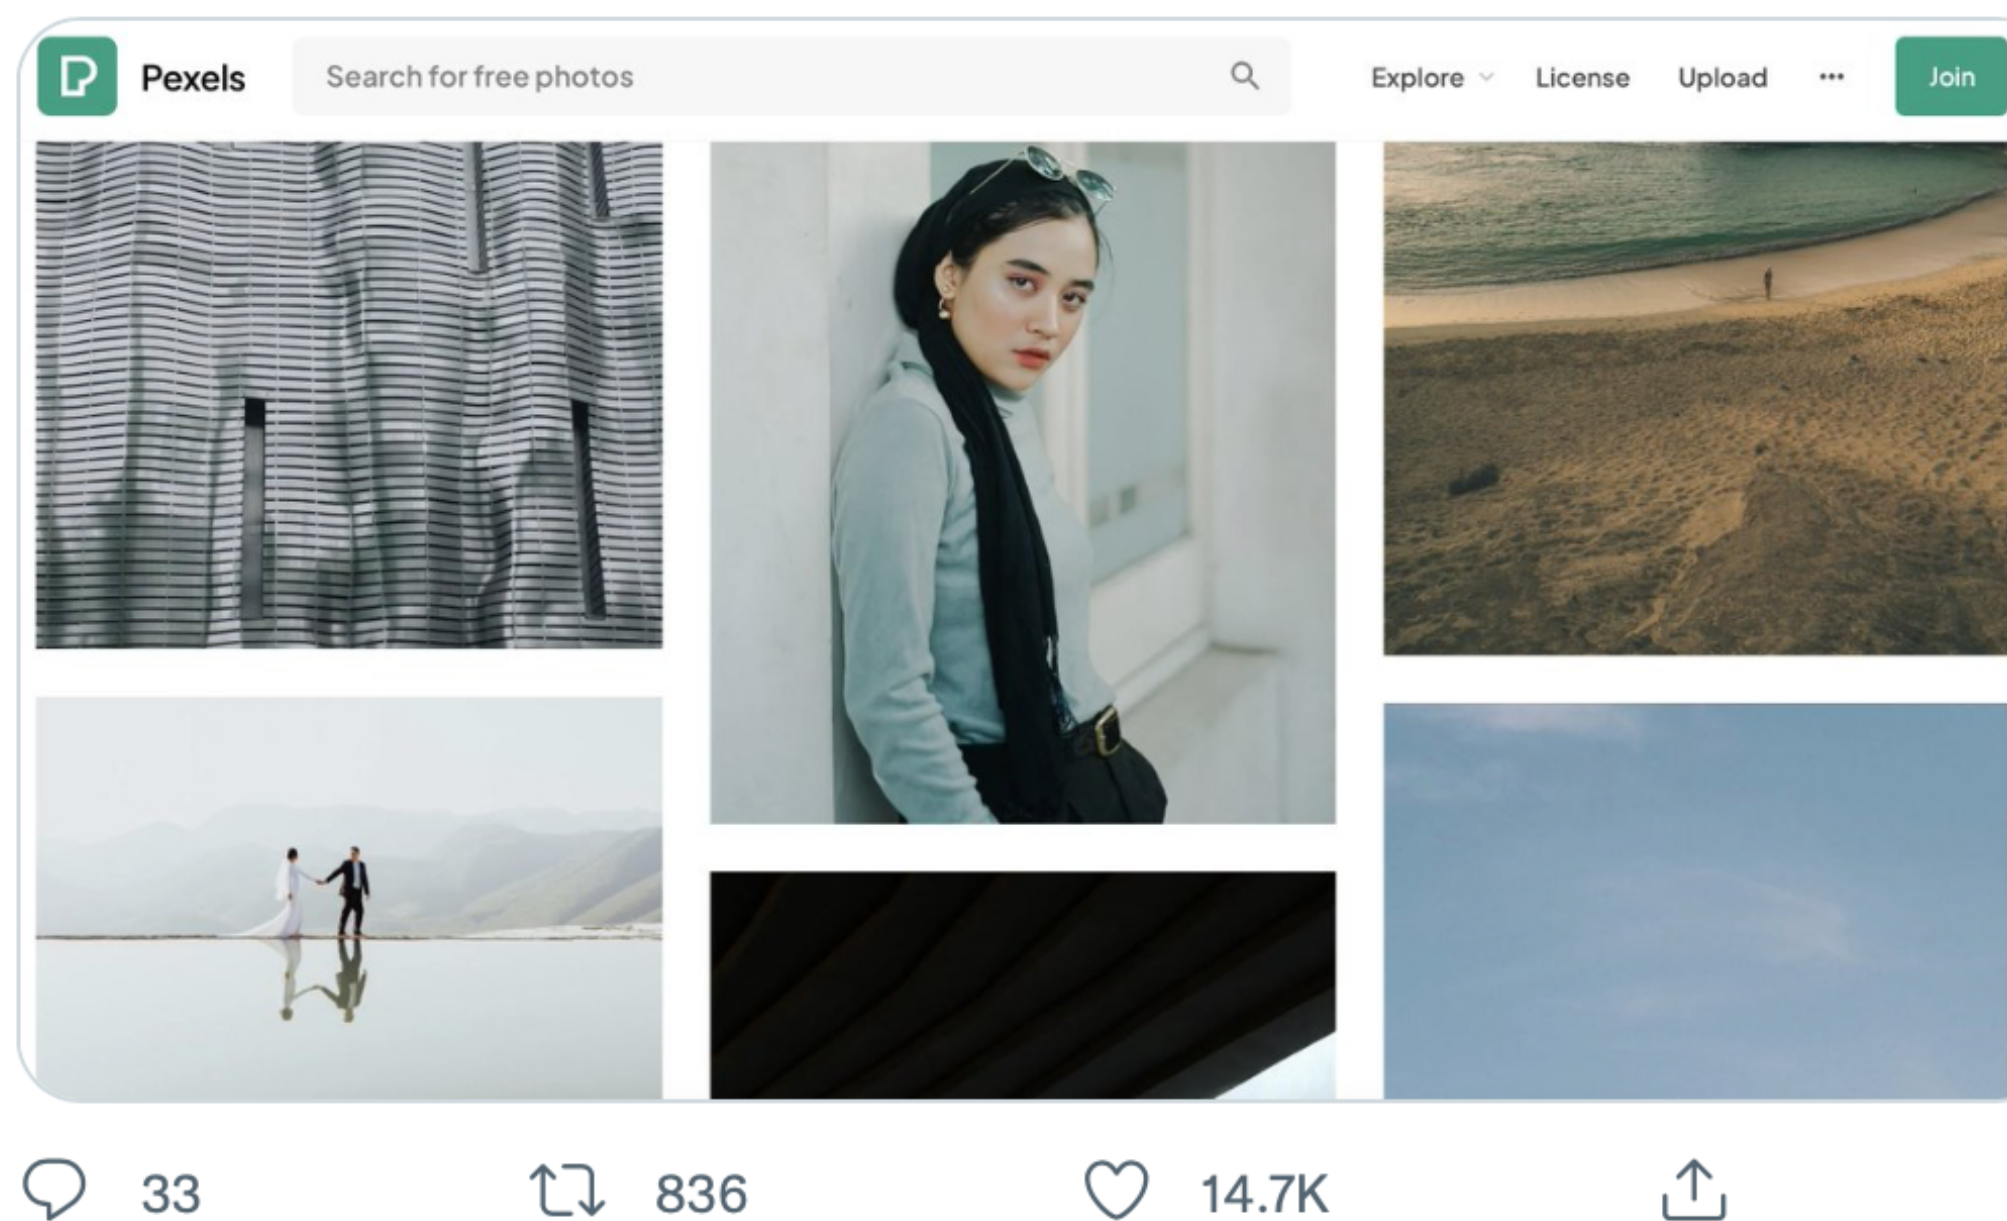 Pexels Search for free photos Explore License Upload ••• Join
33 836 14.7K